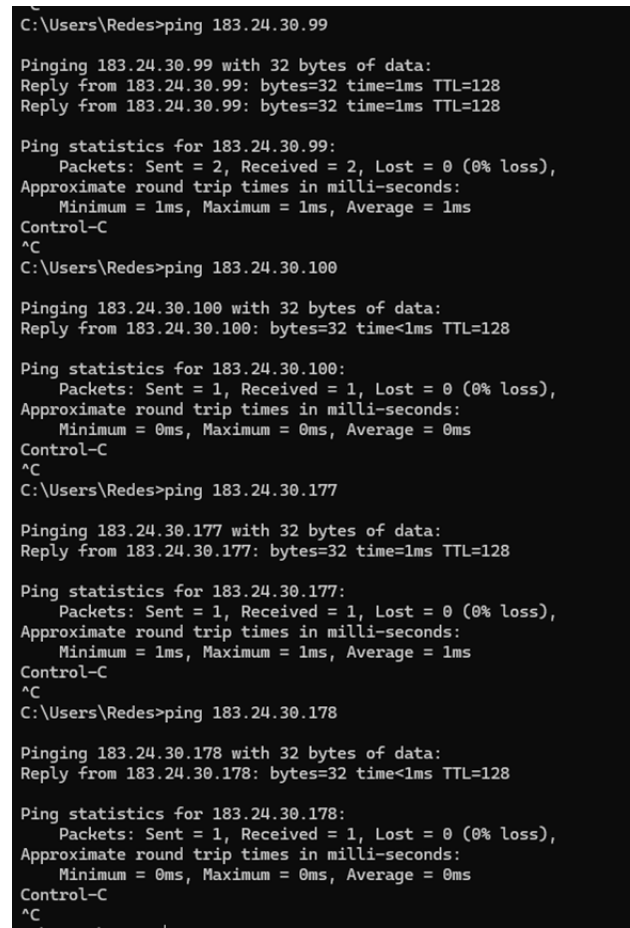 C:\Users\Redes>ping 183.24.30.99
Pinging 183.24.30.99 with 32 bytes of data:
Reply from 183.24.30.99: bytes=32 time=1ms TTL=128
Reply from 183.24.30.99: bytes=32 time=1ms TTL=128
Ping statistics for 183.24.30.99:
    Packets: Sent = 2, Received = 2, Lost = 0 (0% loss),
Approximate round trip times in milli-seconds:
    Minimum = 1ms, Maximum = 1ms, Average = 1ms
Control-C
^C
C:\Users\Redes>ping 183.24.30.100
Pinging 183.24.30.100 with 32 bytes of data:
Reply from 183.24.30.100: bytes=32 time<1ms TTL=128
Ping statistics for 183.24.30.100:
    Packets: Sent = 1, Received = 1, Lost = 0 (0% loss),
Approximate round trip times in milli-seconds:
    Minimum = 0ms, Maximum = 0ms, Average = 0ms
Control-C
^C
C:\Users\Redes>ping 183.24.30.177
Pinging 183.24.30.177 with 32 bytes of data:
Reply from 183.24.30.177: bytes=32 time=1ms TTL=128
Ping statistics for 183.24.30.177:
    Packets: Sent = 1, Received = 1, Lost = 0 (0% loss),
Approximate round trip times in milli-seconds:
    Minimum = 1ms, Maximum = 1ms, Average = 1ms
Control-C
^C
C:\Users\Redes>ping 183.24.30.178
Pinging 183.24.30.178 with 32 bytes of data:
Reply from 183.24.30.178: bytes=32 time<1ms TTL=128
Ping statistics for 183.24.30.178:
    Packets: Sent = 1, Received = 1, Lost = 0 (0% loss),
Approximate round trip times in milli-seconds:
    Minimum = 0ms, Maximum = 0ms, Average = 0ms
Control-C
^C